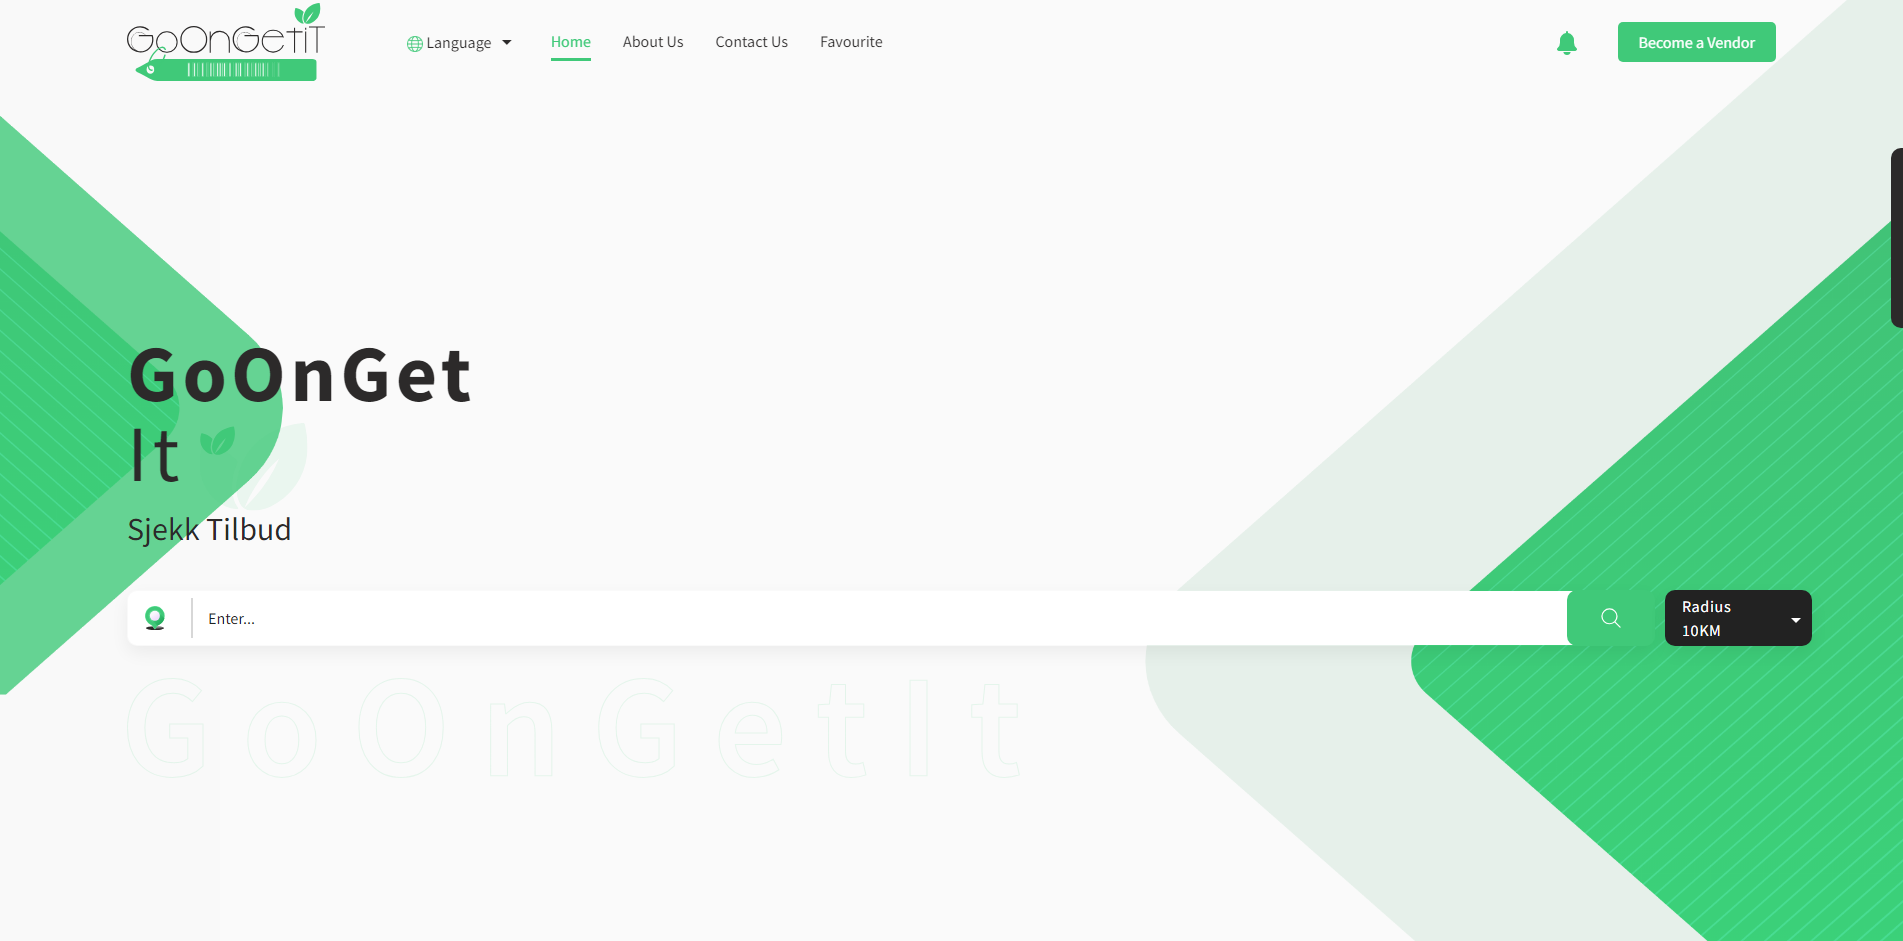 GoOnGetiT
Language
Home
About Us
Contact Us
Favourite
Become a Vendor
GoOnGet
It
Sjekk Tilbud
Enter...
Radius
10KM
GoOnGetIt